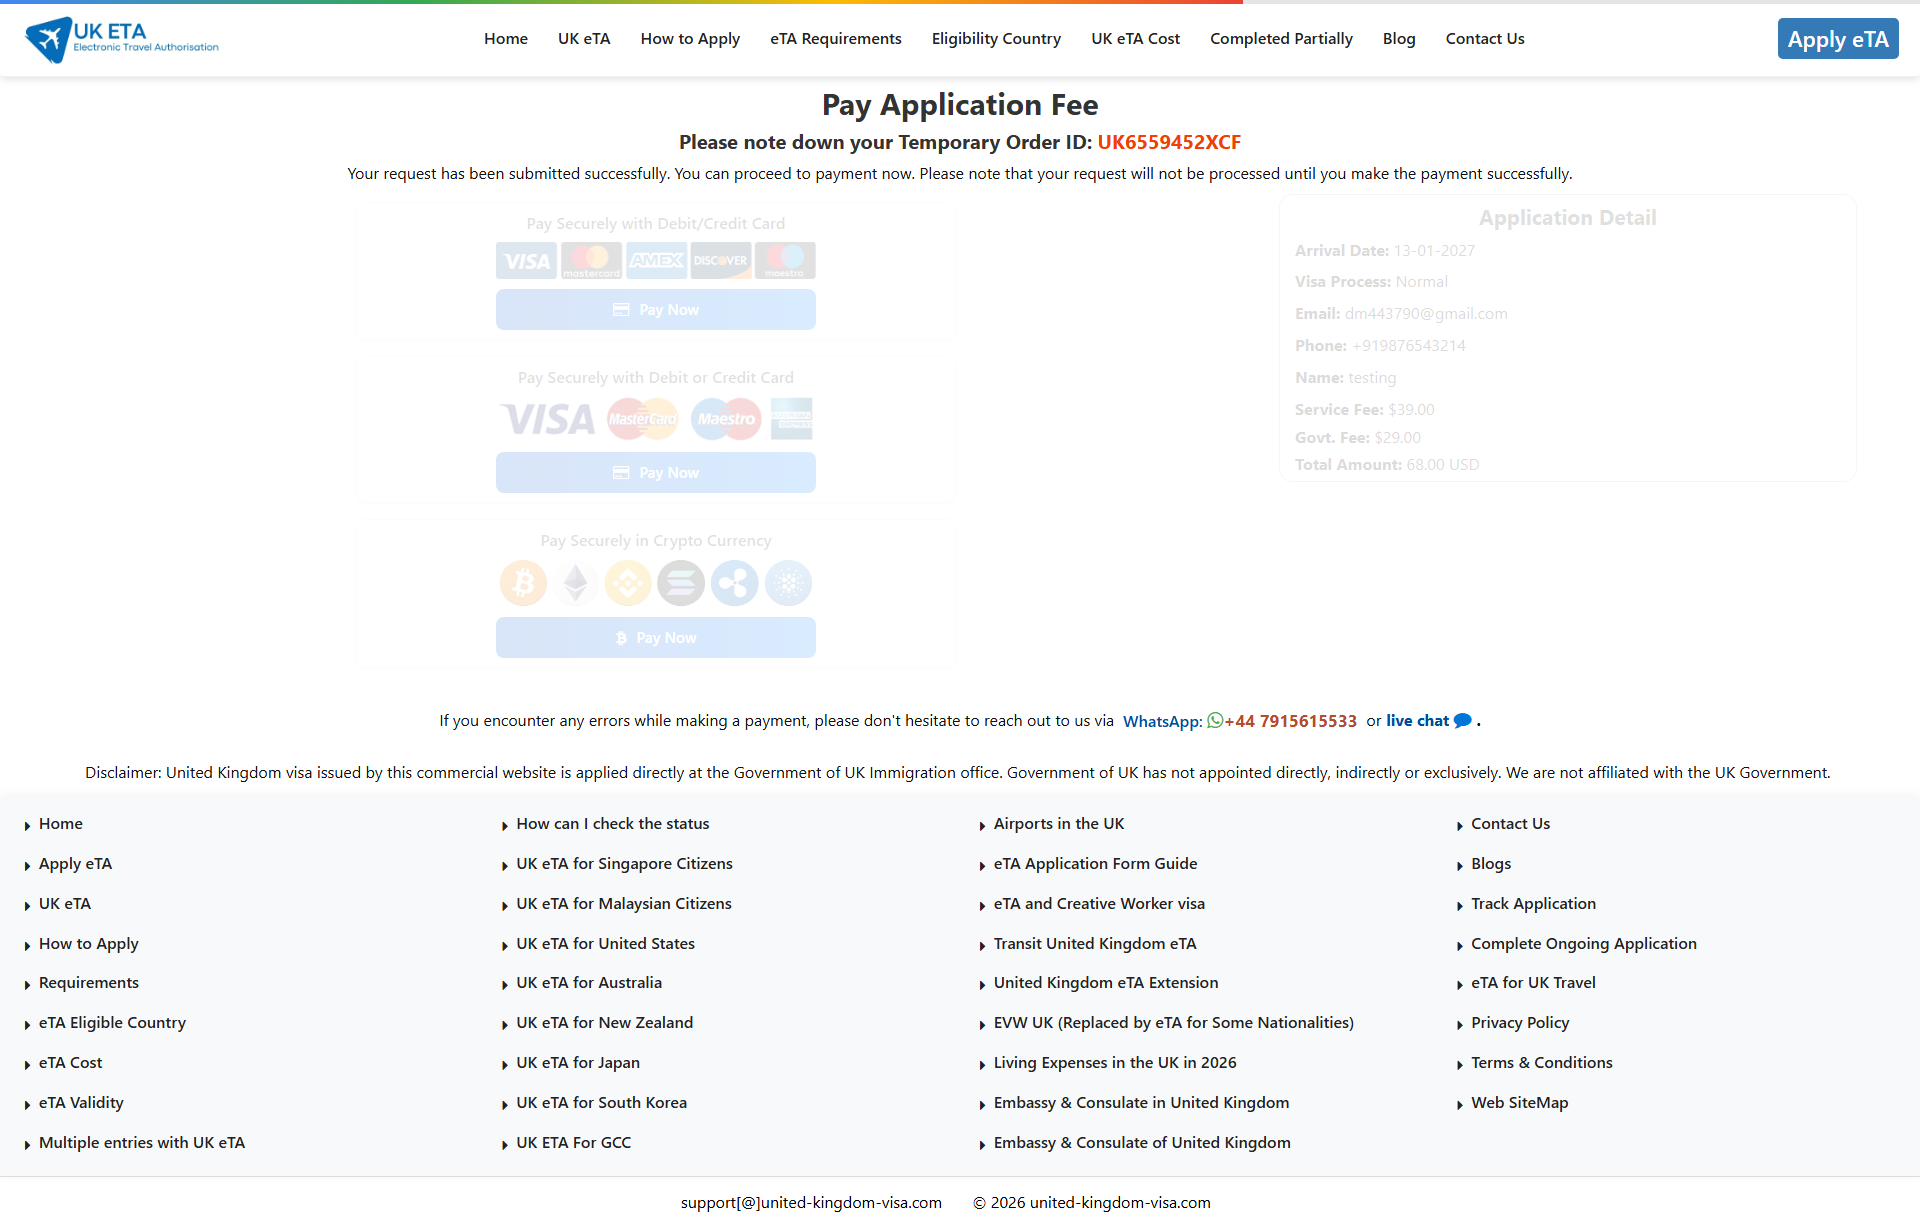 UK ETA
Electronic Travel Authorisation
Home
UK eTA
How to Apply
eTA Requirements
Eligibility Country
UK eTA Cost
Completed Partially
Blog
Contact Us
Apply eTA
Pay Application Fee
Please note down your Temporary Order ID: UK6559452XCF
Your request has been submitted successfully. You can proceed to payment now. Please note that your request will not be processed until you make the payment successfully.
Pay Securely with Debit/Credit Card
VISA
mastercard
AMEX
DISCOVER
maestro
Pay Now
Pay Securely with Debit or Credit Card
VISA
MasterCard
Maestro
AMERICAN EXPRESS
Pay Now
Pay Securely in Crypto Currency
Pay Now
Application Detail
Arrival Date: 13-01-2027
Visa Process: Normal
Email: dm443790@gmail.com
Phone: +919876543214
Name: testing
Service Fee: $39.00
Govt. Fee: $29.00
Total Amount: 68.00 USD
If you encounter any errors while making a payment, please don't hesitate to reach out to us via WhatsApp: +44 7915615533 or live chat .
Disclaimer: United Kingdom visa issued by this commercial website is applied directly at the Government of UK Immigration office. Government of UK has not appointed directly, indirectly or exclusively. We are not affiliated with the UK Government.
Home
Apply eTA
UK eTA
How to Apply
Requirements
eTA Eligible Country
eTA Cost
eTA Validity
Multiple entries with UK eTA
How can I check the status
UK eTA for Singapore Citizens
UK eTA for Malaysian Citizens
UK eTA for United States
UK eTA for Australia
UK eTA for New Zealand
UK eTA for Japan
UK eTA for South Korea
UK ETA For GCC
Airports in the UK
eTA Application Form Guide
eTA and Creative Worker visa
Transit United Kingdom eTA
United Kingdom eTA Extension
EVW UK (Replaced by eTA for Some Nationalities)
Living Expenses in the UK in 2026
Embassy & Consulate in United Kingdom
Embassy & Consulate of United Kingdom
Contact Us
Blogs
Track Application
Complete Ongoing Application
eTA for UK Travel
Privacy Policy
Terms & Conditions
Web SiteMap
support[@]united-kingdom-visa.com
© 2026 united-kingdom-visa.com